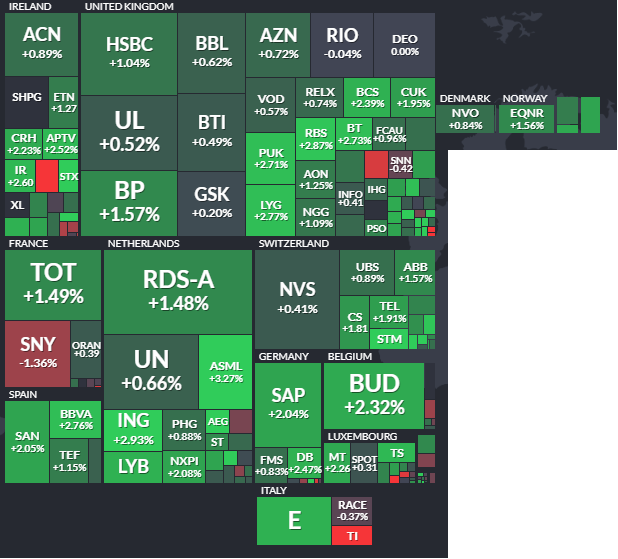 IRELAND
ACN
+0.89%
SHPG
ETN
+1.27
CRH
+2.23%
APTV
+2.52%
IR
+2.60
STX
XL
UNITED KINGDOM
HSBC
+1.04%
BBL
+0.62%
AZN
+0.72%
RIO
-0.04%
DEO
0.00%
UL
+0.52%
BTI
+0.49%
VOD
+0.57%
RELX
+0.74%
BCS
+2.39%
CUK
+1.95%
RBS
+2.87%
BT
+2.73%
FCAU
+0.96%
PUK
+2.71%
AON
+1.25%
SNN
-0.42
BP
+1.57%
GSK
+0.20%
LYG
+2.77%
NGG
+1.09%
INFO
+0.41
IHG
PSO
DENMARK
NVO
+0.84%
NORWAY
EQNR
+1.56%
FRANCE
TOT
+1.49%
SNY
-1.36%
ORAN
+0.39
NETHERLANDS
RDS-A
+1.48%
UN
+0.66%
ASML
+3.27%
ING
+2.93%
PHG
+0.88%
AEG
ST
LYB
NXPI
+2.08%
SWITZERLAND
NVS
+0.41%
UBS
+0.89%
ABB
+1.57%
CS
+1.81
TEL
+1.91%
STM
GERMANY
SAP
+2.04%
FMS
+0.83%
DB
+2.47%
BELGIUM
BUD
+2.32%
SPAIN
SAN
+2.05%
BBVA
+2.76%
TEF
+1.15%
LUXEMBOURG
MT
+2.26
SPOT
+0.31
TS
ITALY
E
RACE
-0.37%
TI